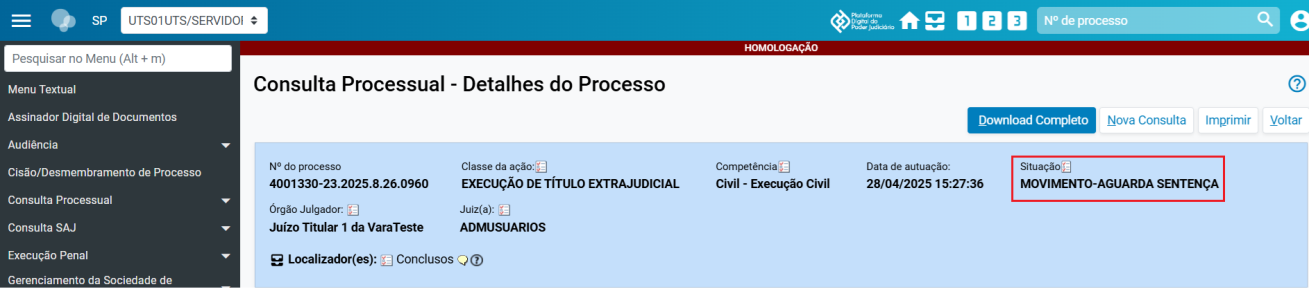 SP UTS01UTS/SERVIDOI Plataforma Digital do Poder Judiciário 1 2 3 Nº de processo
HOMOLOGAÇÃO
Pesquisar no Menu (Alt + m)
Menu Textual
Assinador Digital de Documentos
Audiência
Cisão/Desmembramento de Processo
Consulta Processual
Consulta SAJ
Execução Penal
Gerenciamento da Sociedade de
Consulta Processual - Detalhes do Processo
Download Completo Nova Consulta Imprimir Voltar
Nº do processo Classe da ação: Competência Data de autuação: Situação
4001330-23.2025.8.26.0960 EXECUÇÃO DE TÍTULO EXTRAJUDICIAL Civil - Execução Civil 28/04/2025 15:27:36 MOVIMENTO-AGUARDA SENTENÇA
Órgão Julgador: Juiz(a):
Juízo Titular 1 da VaraTeste ADMUSUARIOS
Localizador(es): Conclusos